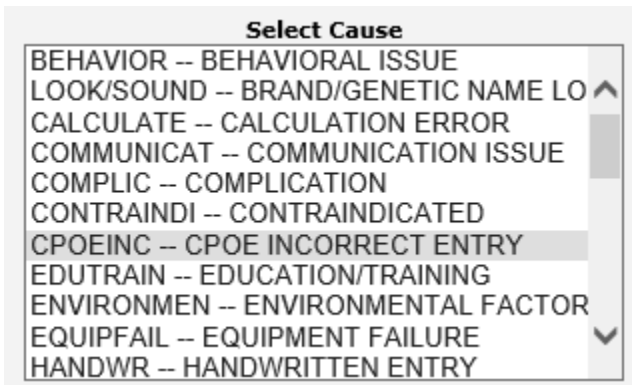 Select Cause
BEHAVIOR -- BEHAVIORAL ISSUE
LOOK/SOUND -- BRAND/GENETIC NAME LO
CALCULATE -- CALCULATION ERROR
COMMUNICAT -- COMMUNICATION ISSUE
COMPLIC -- COMPLICATION
CONTRAINDI -- CONTRAINDICATED
CPOEINC -- CPOE INCORRECT ENTRY
EDUTRAIN -- EDUCATION/TRAINING
ENVIRONMEN -- ENVIRONMENTAL FACTOR
EQUIPFAIL -- EQUIPMENT FAILURE
HANDWR -- HANDWRITTEN ENTRY